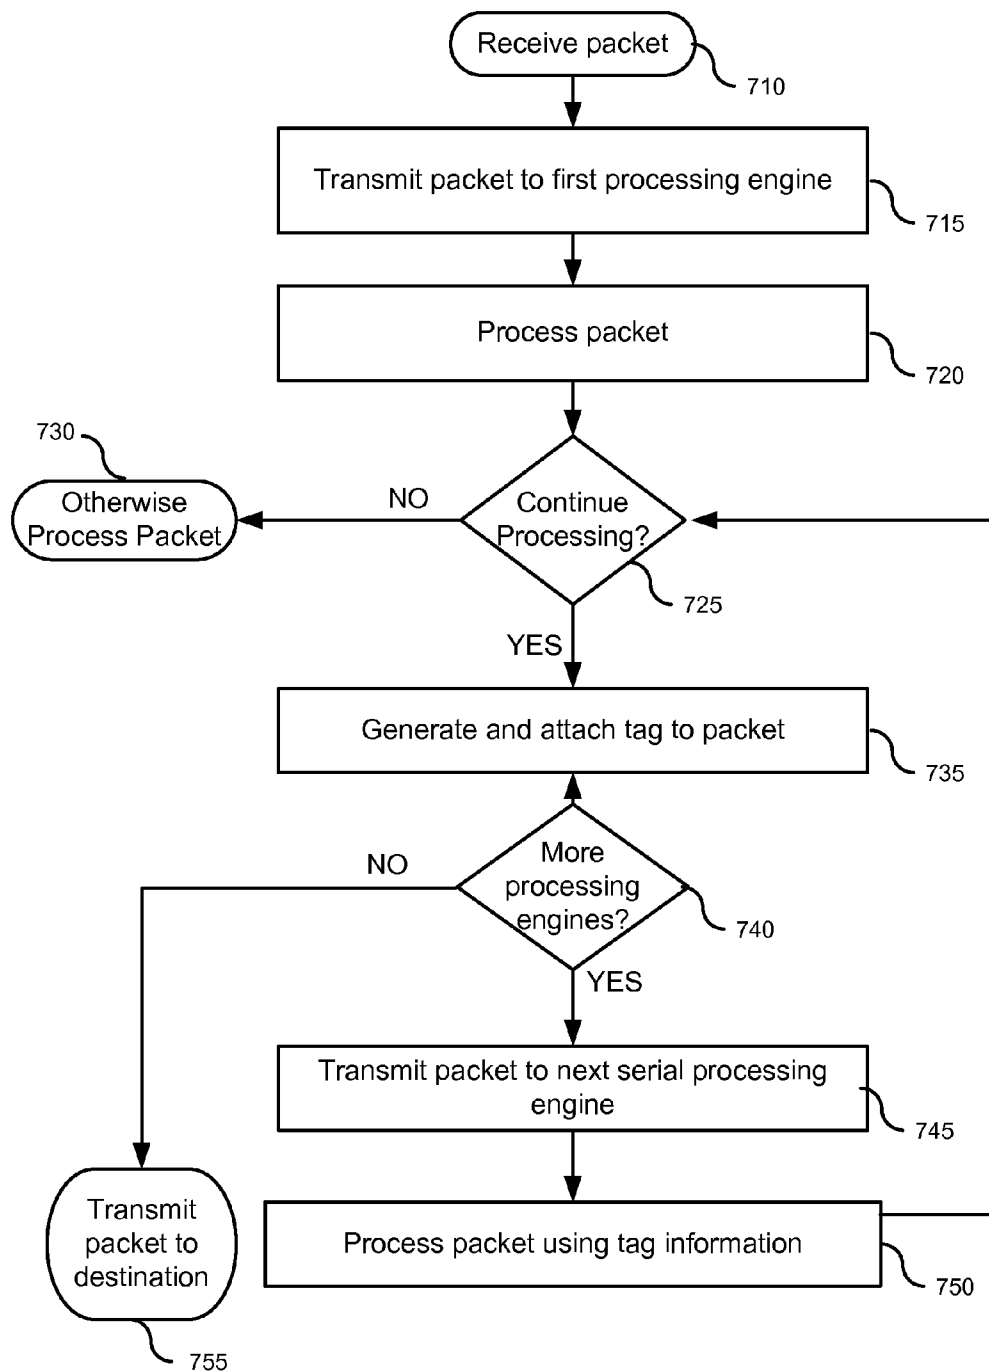 Receive packet
710
Transmit packet to first processing engine
715
Process packet
720
730
Otherwise
Process Packet
NO
Continue
Processing?
725
YES
Generate and attach tag to packet
735
NO
More
processing
engines?
740
YES
Transmit packet to next serial processing
engine
745
Transmit
packet to
destination
755
Process packet using tag information
750